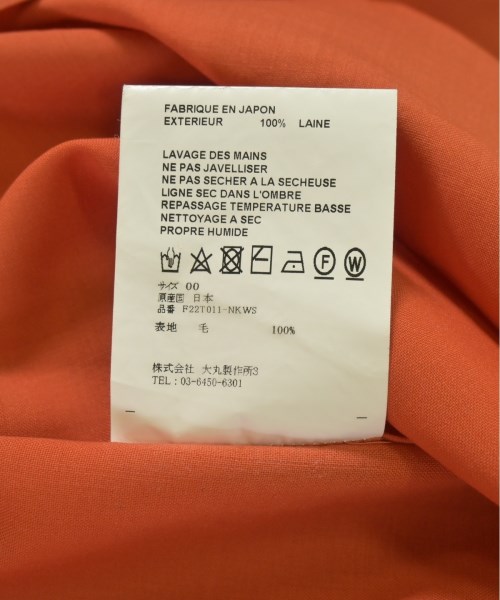 FABRIQUE EN JAPON
EXTERIEUR 100% LAINE
LAVAGE DES MAINS
NE PAS JAVELLISER
NE PAS SECHER A LA SECHEUSE
LIGNE SEC DANS L'OMBRE
REPASSAGE TEMPERATURE BASSE
NETTOYAGE A SEC
PROPRE HUMIDE
F W
サイズ 00
原産国 日本
品番 F22T011-NKWS
表地 毛 100%
株式会社 大丸製作所3
TEL:03-6450-6301